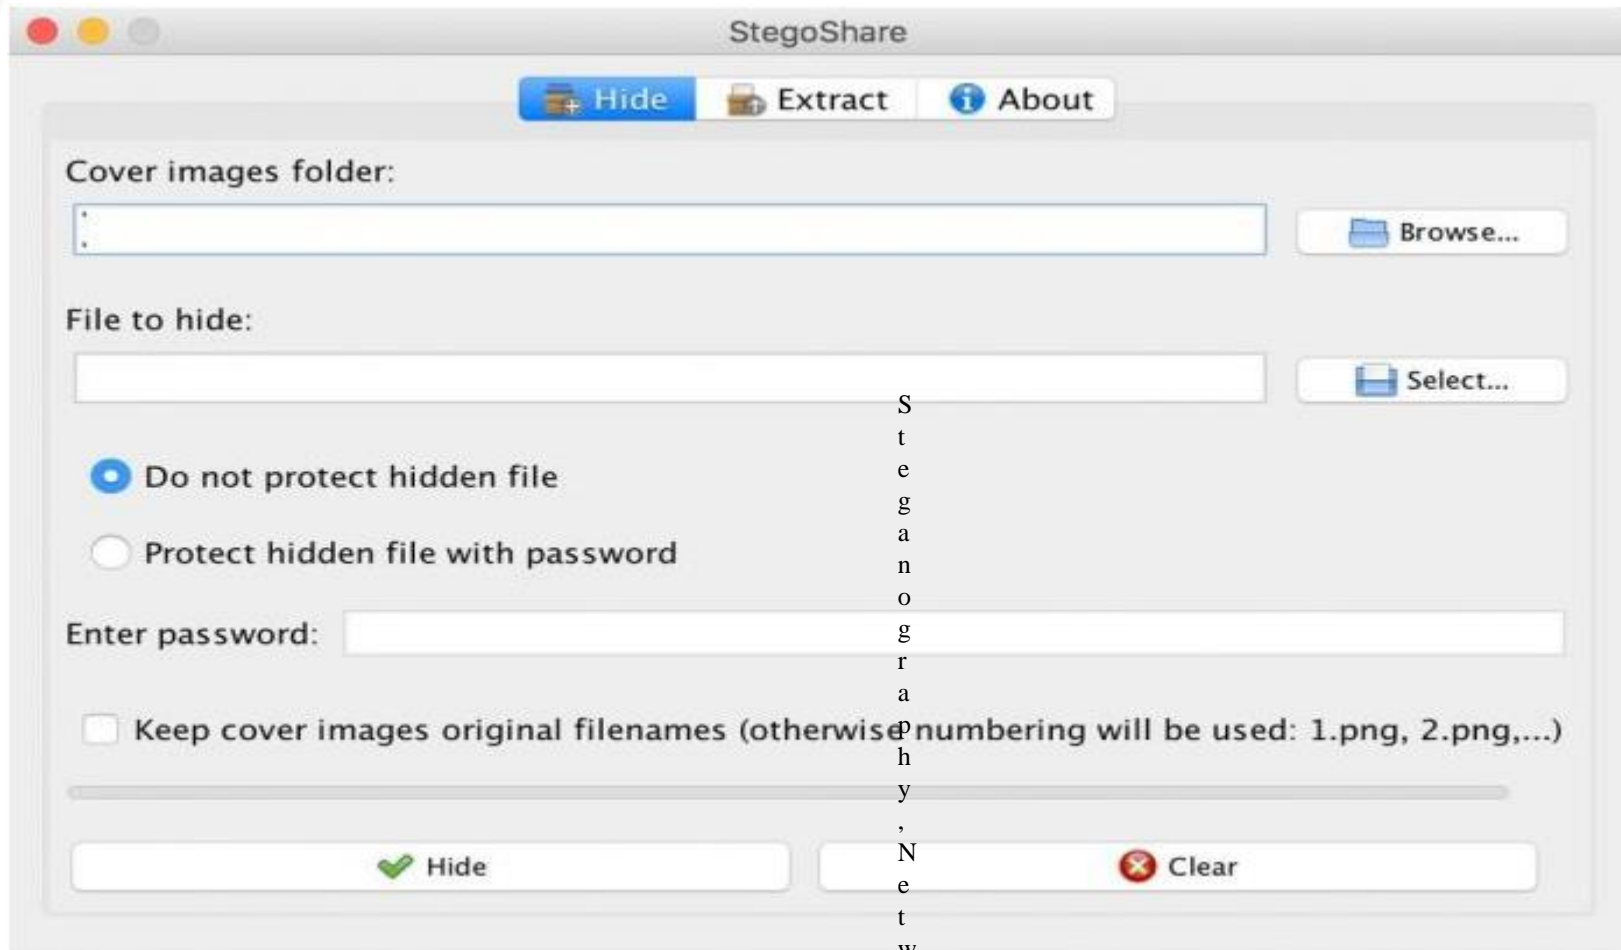 StegoShare
Hide Extract About
Cover images folder:
Browse...
File to hide:
Select...
Do not protect hidden file
Protect hidden file with password
Enter password:
Keep cover images original filenames (otherwise numbering will be used: 1.png, 2.png,...)
Hide Clear
S
t
e
g
a
n
o
g
r
a
p
h
y
,
N
e
t
w